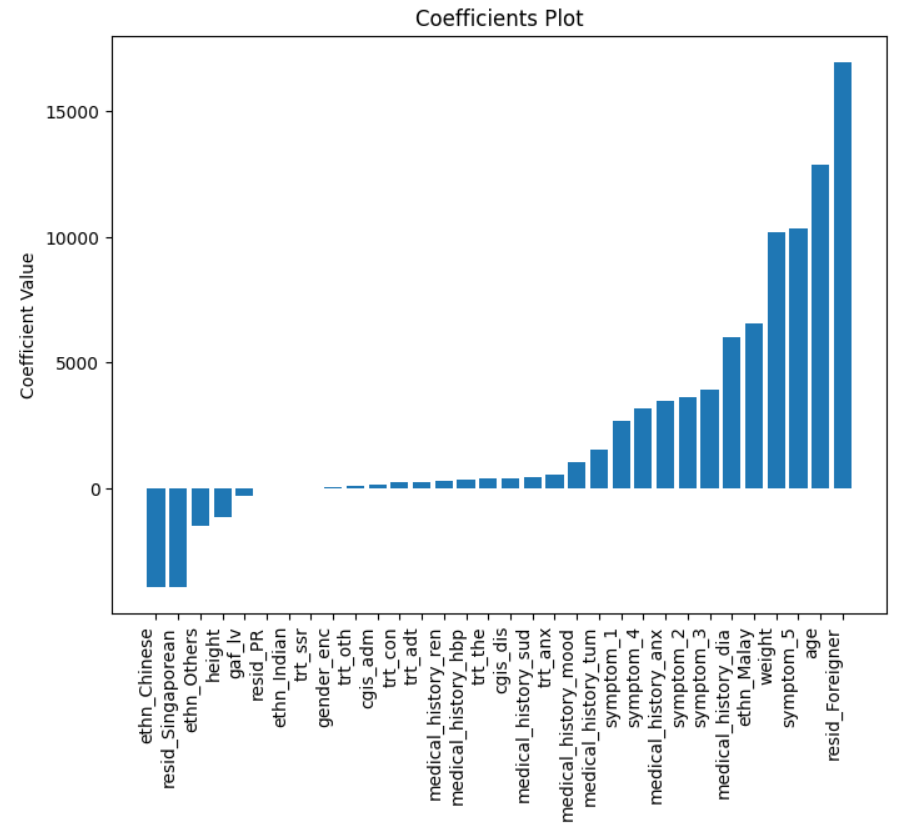 Coefficients Plot
Coefficient Value
15000
10000
5000
0
ethn_Chinese
resid_Singaporean
ethn_Others
height
gaf_lv
resid_PR
ethn_Indian
trt_ssr
gender_enc
trt_oth
cgis_adm
trt_con
trt_adt
medical_history_ren
medical_history_hbp
trt_the
cgis_dis
medical_history_sud
trt_anx
medical_history_mood
medical_history_tum
symptom_1
symptom_4
medical_history_anx
symptom_2
symptom_3
medical_history_dia
ethn_Malay
weight
symptom_5
age
resid_Foreigner